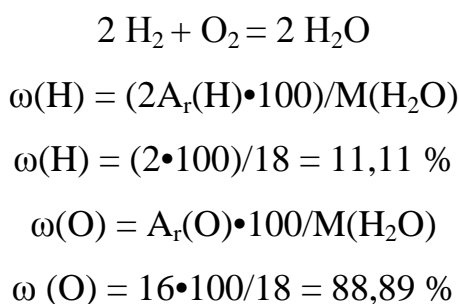 2 H₂ + O₂ = 2 H₂O
ω(H) = (2Aᵣ(H)•100)/M(H₂O)
ω(H) = (2•100)/18 = 11,11 %
ω(O) = Aᵣ(O)•100/M(H₂O)
ω (O) = 16•100/18 = 88,89 %